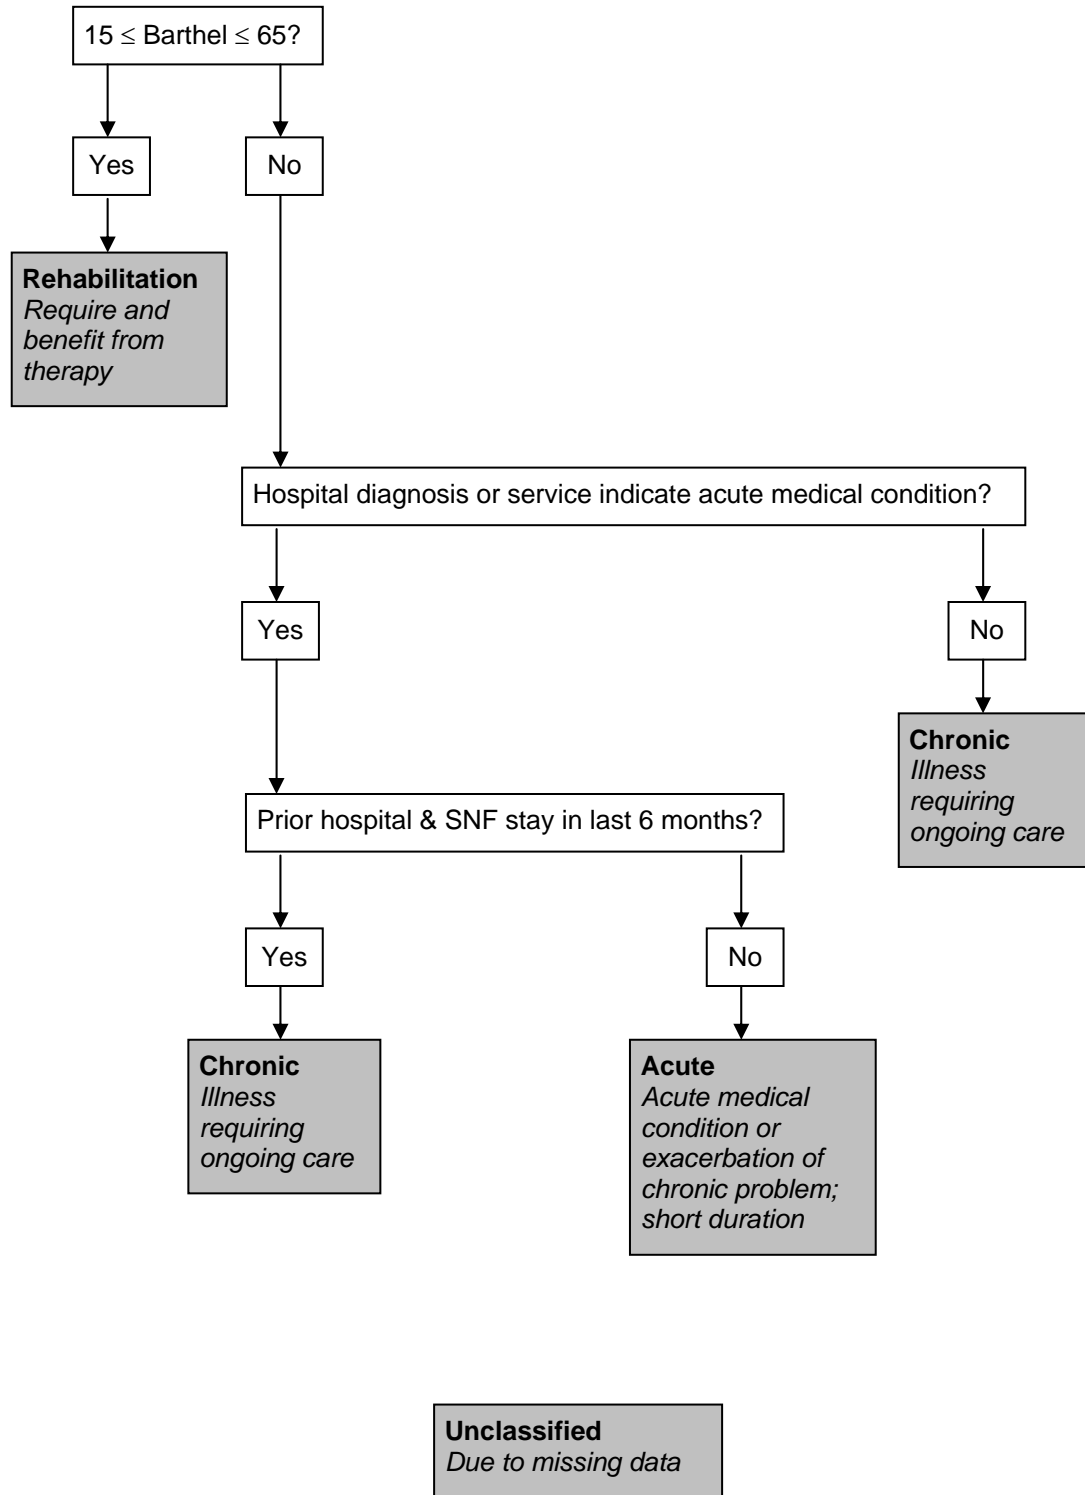 15 ≤ Barthel ≤ 65?
Yes
No
Rehabilitation
Require and
benefit from
therapy
Hospital diagnosis or service indicate acute medical condition?
Yes
No
Chronic
Illness
requiring
ongoing care
Prior hospital & SNF stay in last 6 months?
Yes
No
Chronic
Illness
requiring
ongoing care
Acute
Acute medical
condition or
exacerbation of
chronic problem;
short duration
Unclassified
Due to missing data